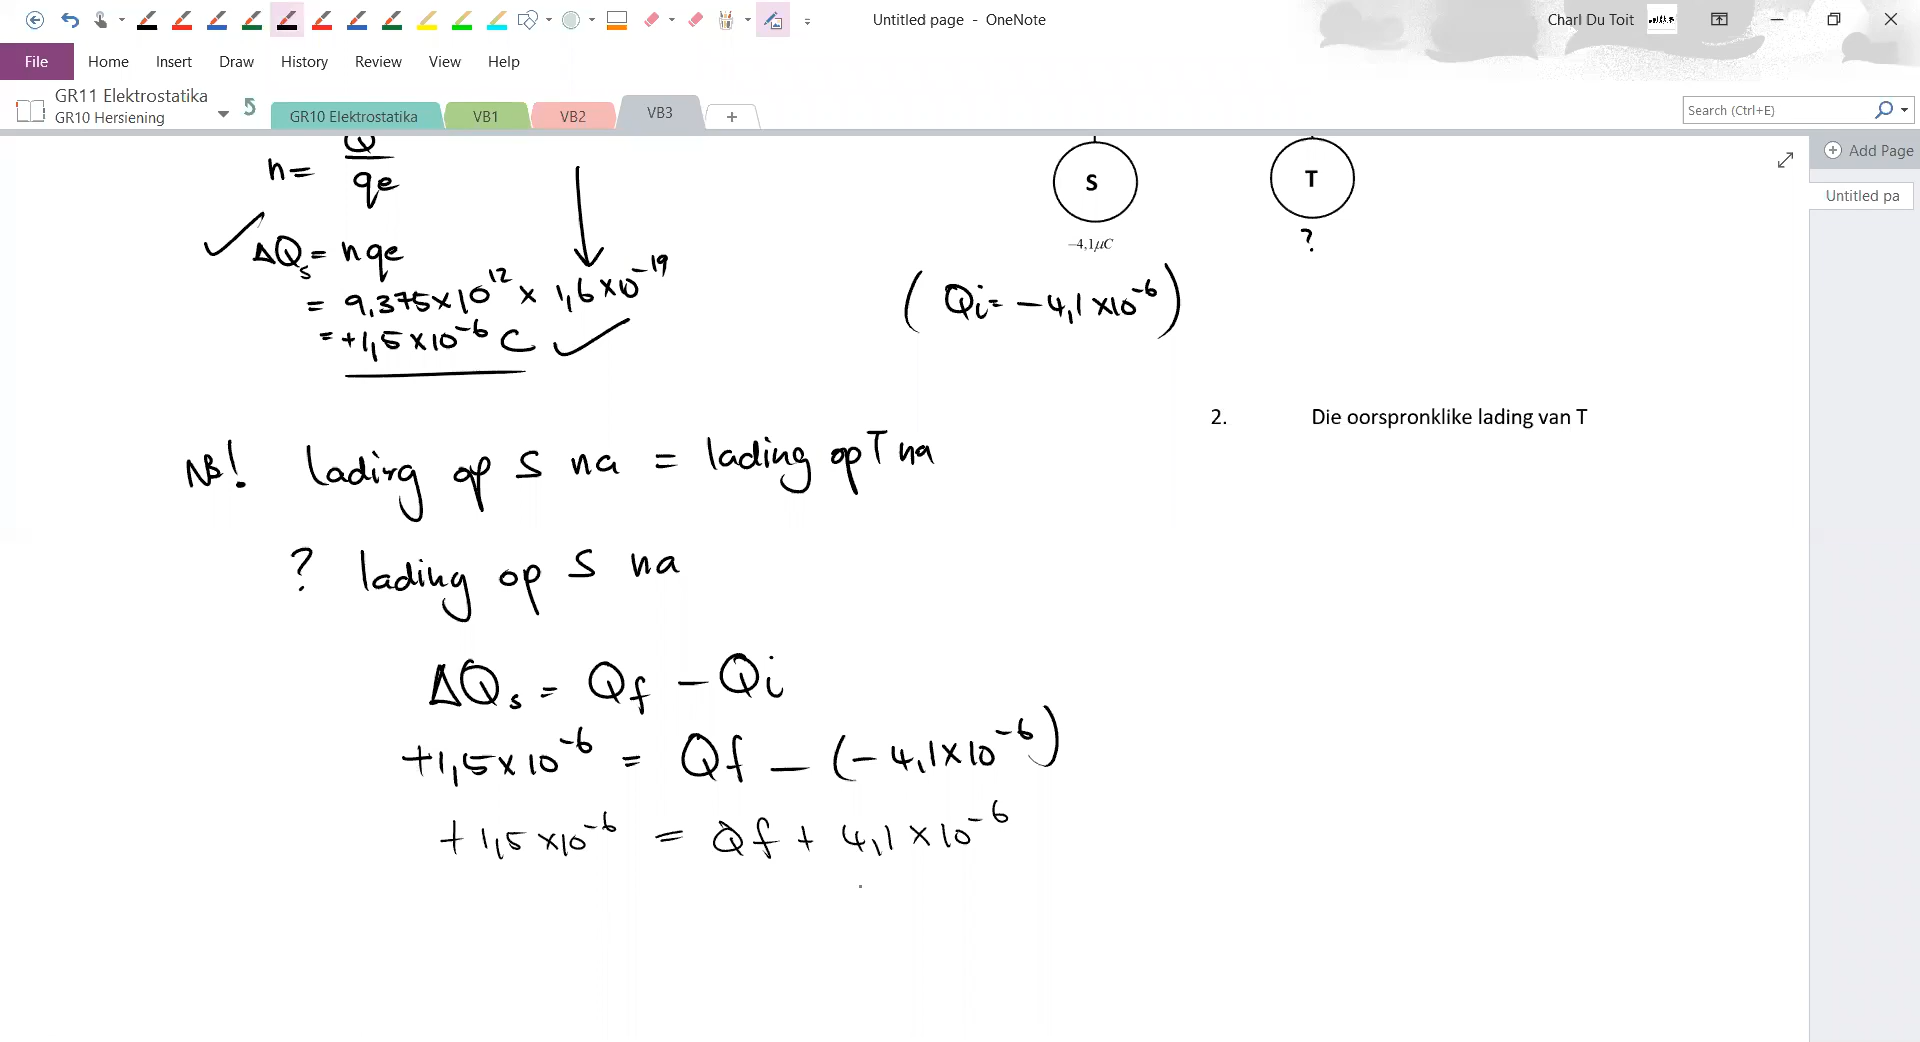 Untitled page - OneNote
Charl Du Toit
File Home Insert Draw History Review View Help
GR11 Elektrostatika
GR10 Hersiening
GR10 Elektrostatika VB1 VB2 VB3 +
Search (Ctrl+E)
Add Page
Untitled pa
n = Q / qe
S
T
-4,1μC
?
ΔQs = nqe
= 9,375×10^12 × 1,6×10^-19
= +1,5×10^-6 C
( Qi = -4,1×10^-6 )
2. Die oorspronklike lading van T
NB! lading op S na = lading op T na
? lading op S na
ΔQs = Qf - Qi
+1,5×10^-6 = Qf - (-4,1×10^-6)
+1,5×10^-6 = Qf + 4,1×10^-6